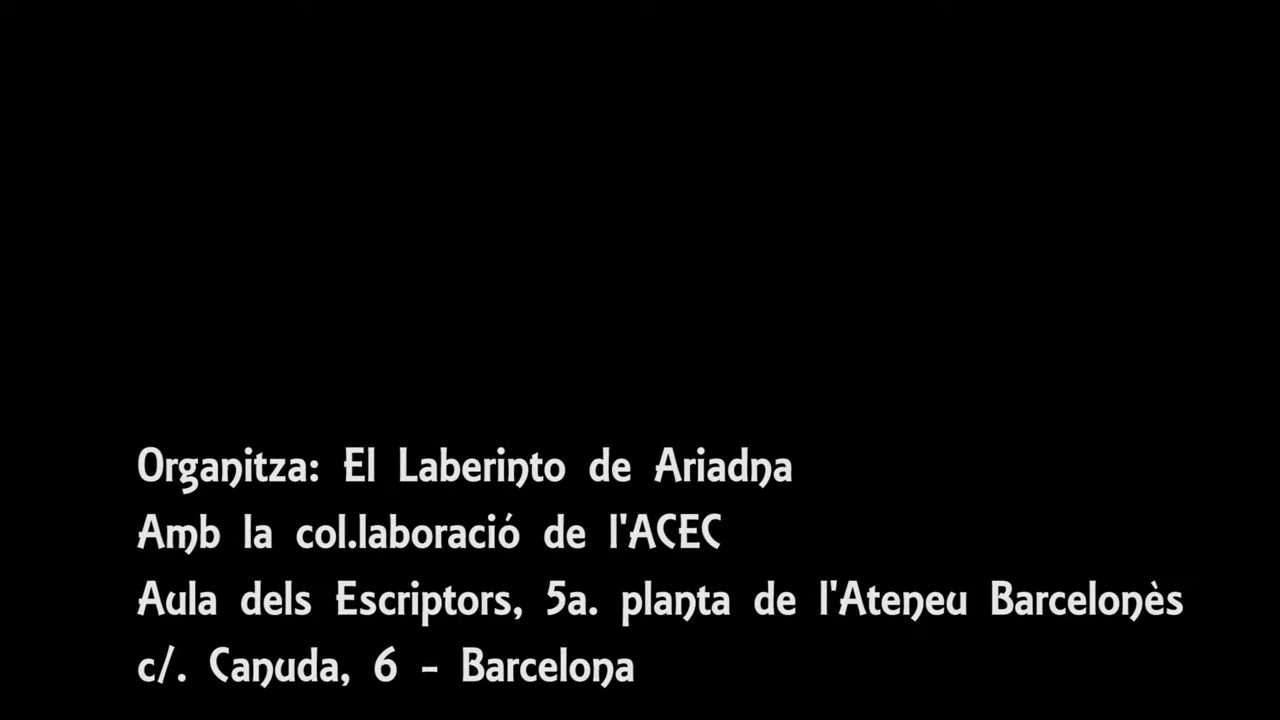 Organitza: El Laberinto de Ariadna
Amb la col.laboració de l'ACEC
Aula dels Escriptors, 5a. planta de l'Ateneu Barcelonès
c/. Canuda, 6 - Barcelona